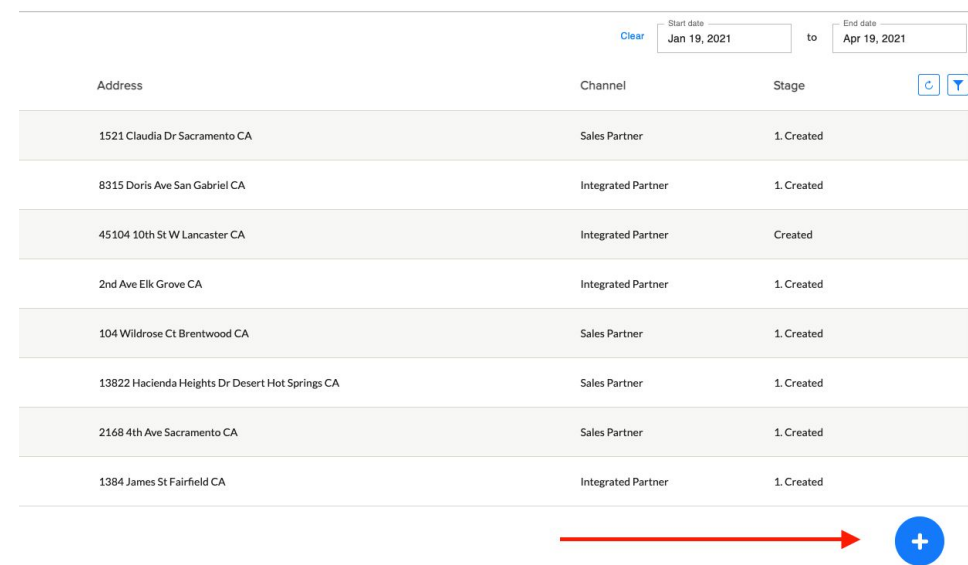 Clear
Start date
Jan 19, 2021
to
End date
Apr 19, 2021
Address Channel Stage
1521 Claudia Dr Sacramento CA Sales Partner 1. Created
8315 Doris Ave San Gabriel CA Integrated Partner 1. Created
45104 10th St W Lancaster CA Integrated Partner Created
2nd Ave Elk Grove CA Integrated Partner 1. Created
104 Wildrose Ct Brentwood CA Sales Partner 1. Created
13822 Hacienda Heights Dr Desert Hot Springs CA Sales Partner 1. Created
2168 4th Ave Sacramento CA Sales Partner 1. Created
1384 James St Fairfield CA Integrated Partner 1. Created